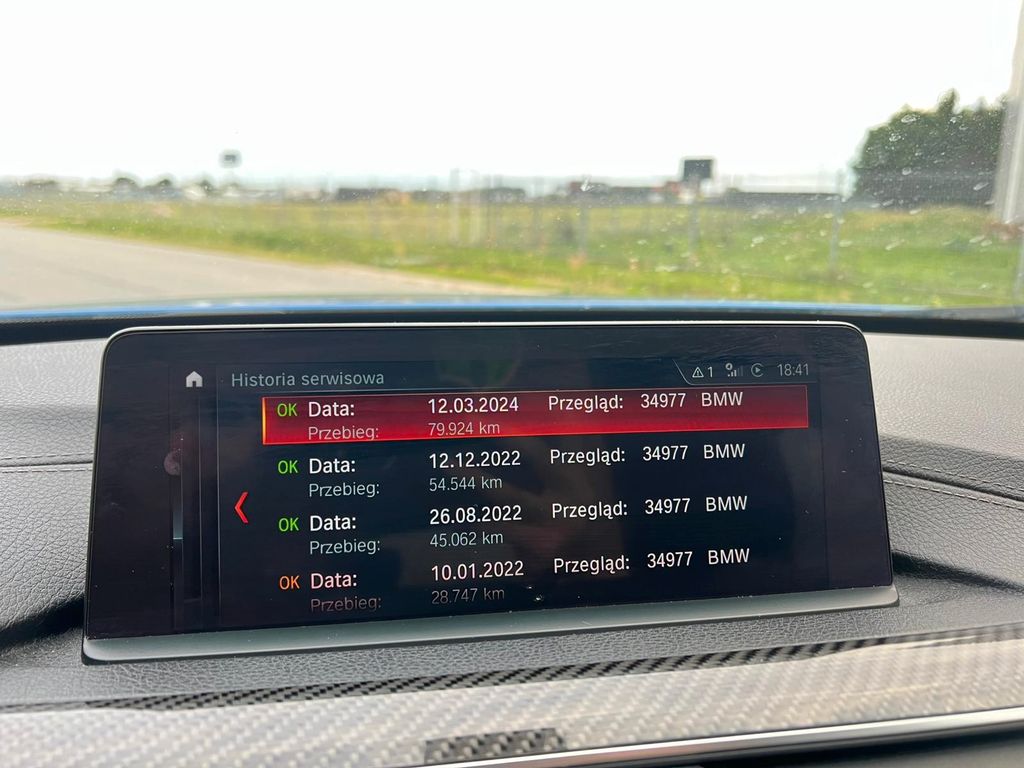 Historia serwisowa 1 18:41
OK Data: 12.03.2024 Przegląd: 34977 BMW
Przebieg: 79.924 km
OK Data: 12.12.2022 Przegląd: 34977 BMW
Przebieg: 54.544 km
OK Data: 26.08.2022 Przegląd: 34977 BMW
Przebieg: 45.062 km
OK Data: 10.01.2022 Przegląd: 34977 BMW
Przebieg: 28.747 km